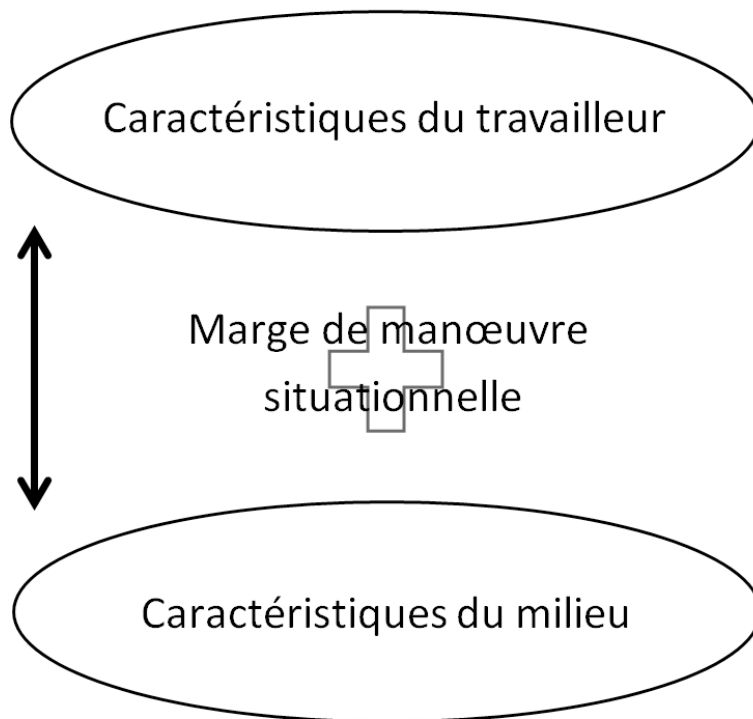 Caractéristiques du travailleur
Marge de manœuvre
situationnelle
Caractéristiques du milieu